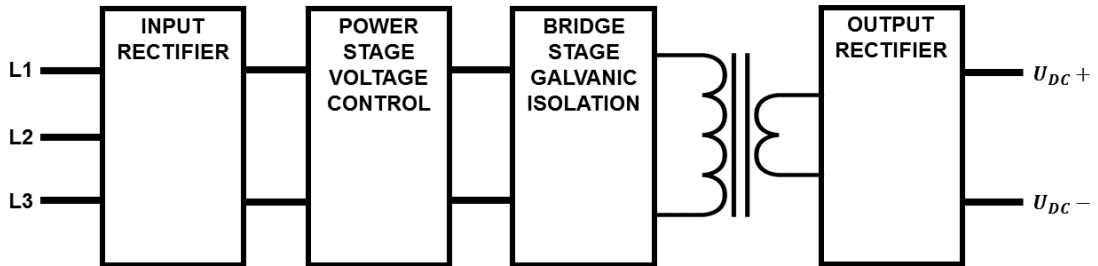 INPUT
RECTIFIER
POWER
STAGE
VOLTAGE
CONTROL
BRIDGE
STAGE
GALVANIC
ISOLATION
OUTPUT
RECTIFIER
L1
L2
L3
U_DC +
U_DC −